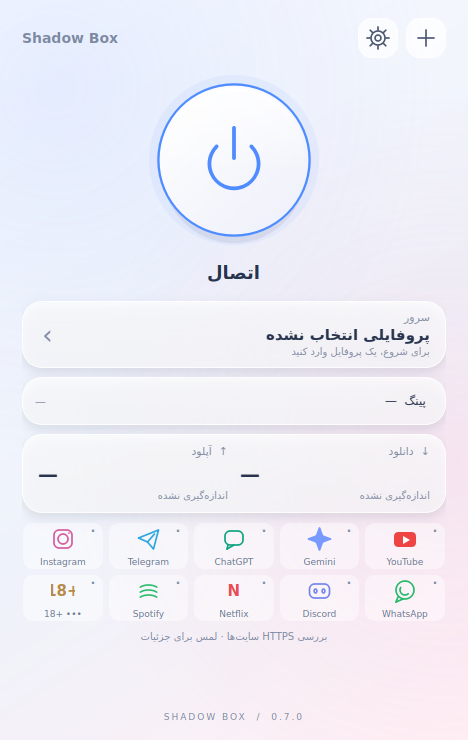 Shadow Box
اتصال
سرور
پروفایلی انتخاب نشده
برای شروع، یک پروفایل وارد کنید
پینگ —
—
↓ دانلود
↑ آپلود
—
—
اندازه‌گیری نشده
اندازه‌گیری نشده
Instagram
Telegram
ChatGPT
Gemini
YouTube
18+
N
18+ •••
Spotify
Netflix
Discord
WhatsApp
بررسی HTTPS سایت‌ها · لمس برای جزئیات
SHADOW BOX / 0.7.0